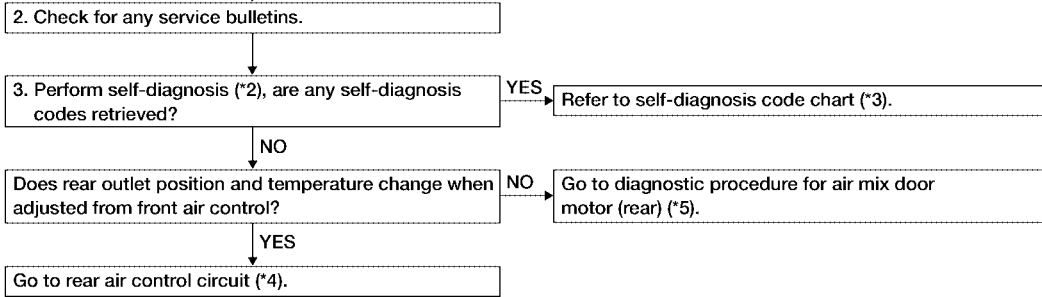 2. Check for any service bulletins.
3. Perform self-diagnosis (*2), are any self-diagnosis
codes retrieved?
YES
Refer to self-diagnosis code chart (*3).
NO
Does rear outlet position and temperature change when
adjusted from front air control?
NO
Go to diagnostic procedure for air mix door
motor (rear) (*5).
YES
Go to rear air control circuit (*4).